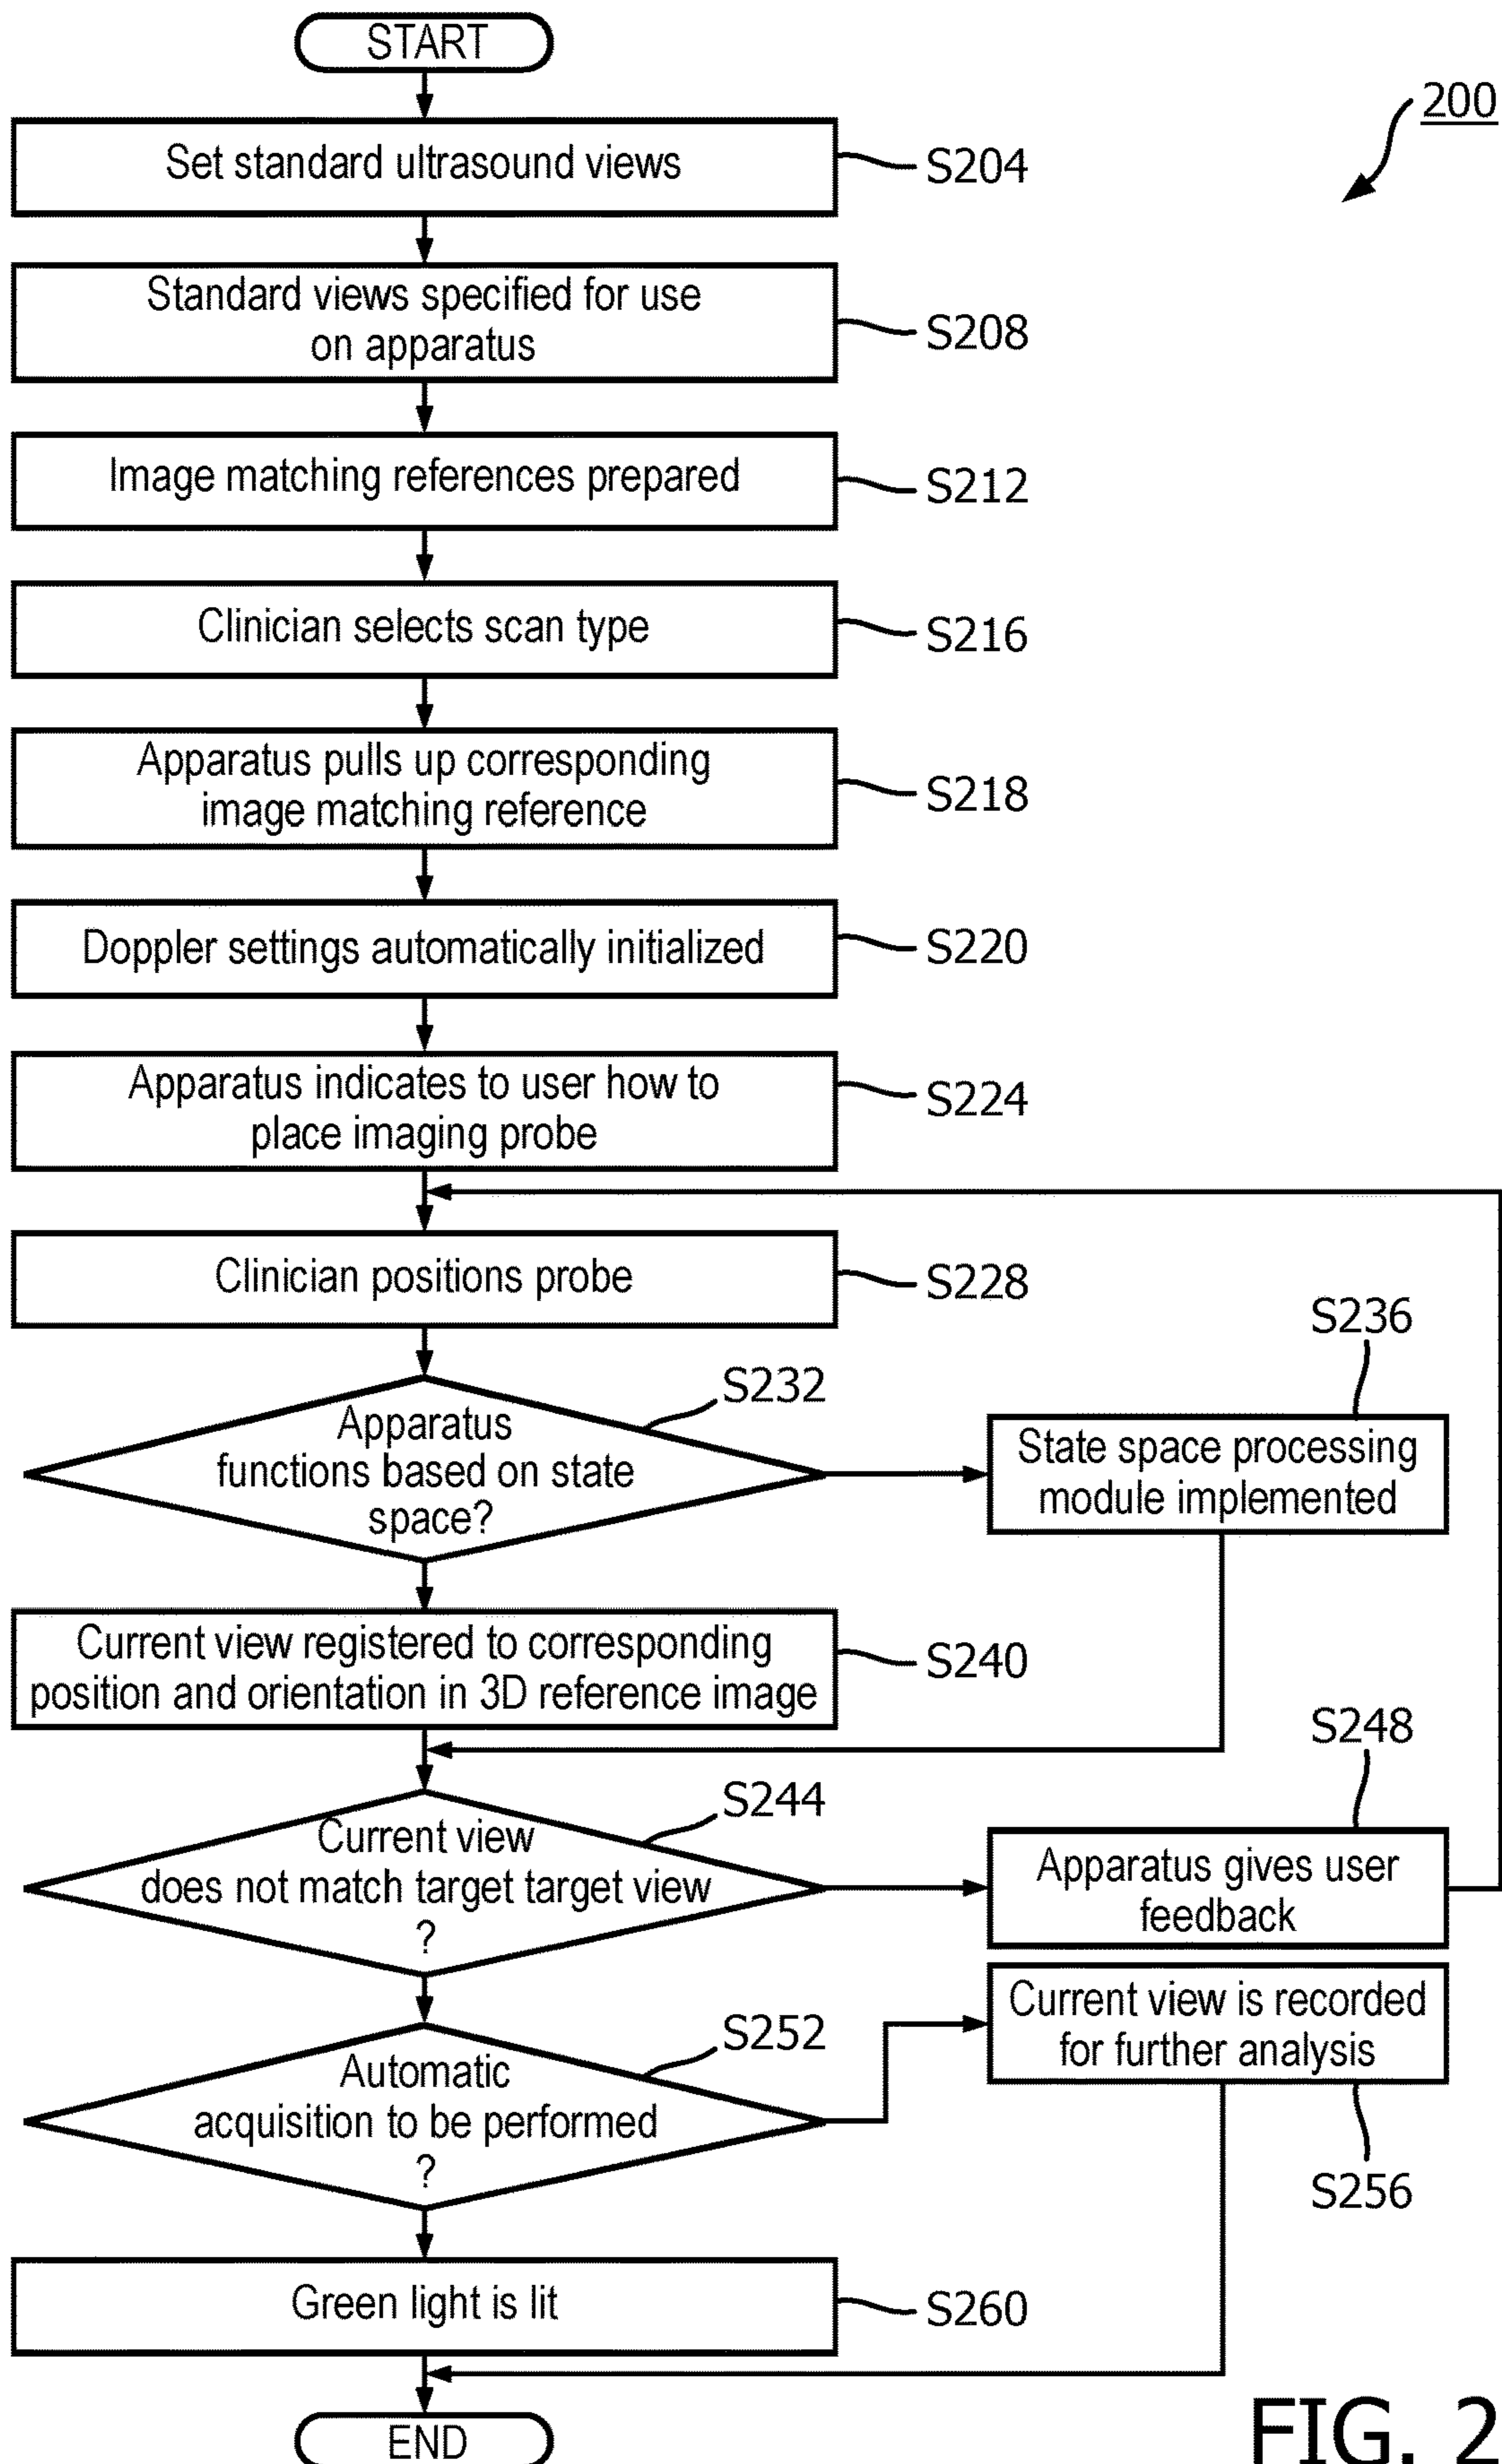 START
200
Set standard ultrasound views
S204
Standard views specified for use
on apparatus
S208
Image matching references prepared
S212
Clinician selects scan type
S216
Apparatus pulls up corresponding
image matching reference
S218
Doppler settings automatically initialized
S220
Apparatus indicates to user how to
place imaging probe
S224
Clinician positions probe
S228
S232
Apparatus
functions based on state
space?
S236
State space processing
module implemented
Current view registered to corresponding
position and orientation in 3D reference image
S240
S244
Current view
does not match target target view
?
S248
Apparatus gives user
feedback
S252
Automatic
acquisition to be performed
?
Current view is recorded
for further analysis
S256
Green light is lit
S260
END
FIG. 2